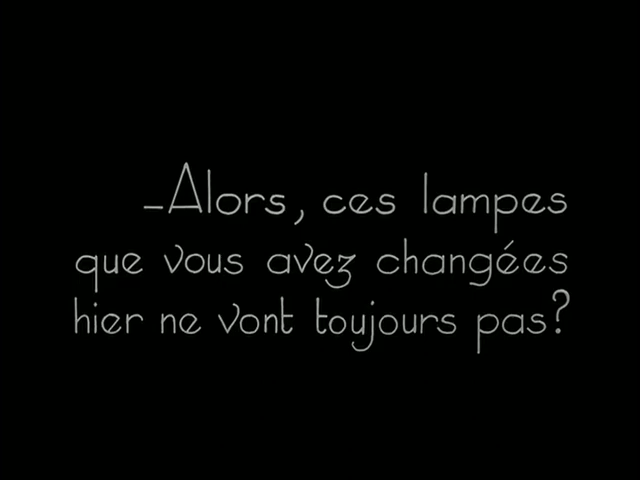 –Alors, ces lampes
que vous avez changées
hier ne vont toujours pas?